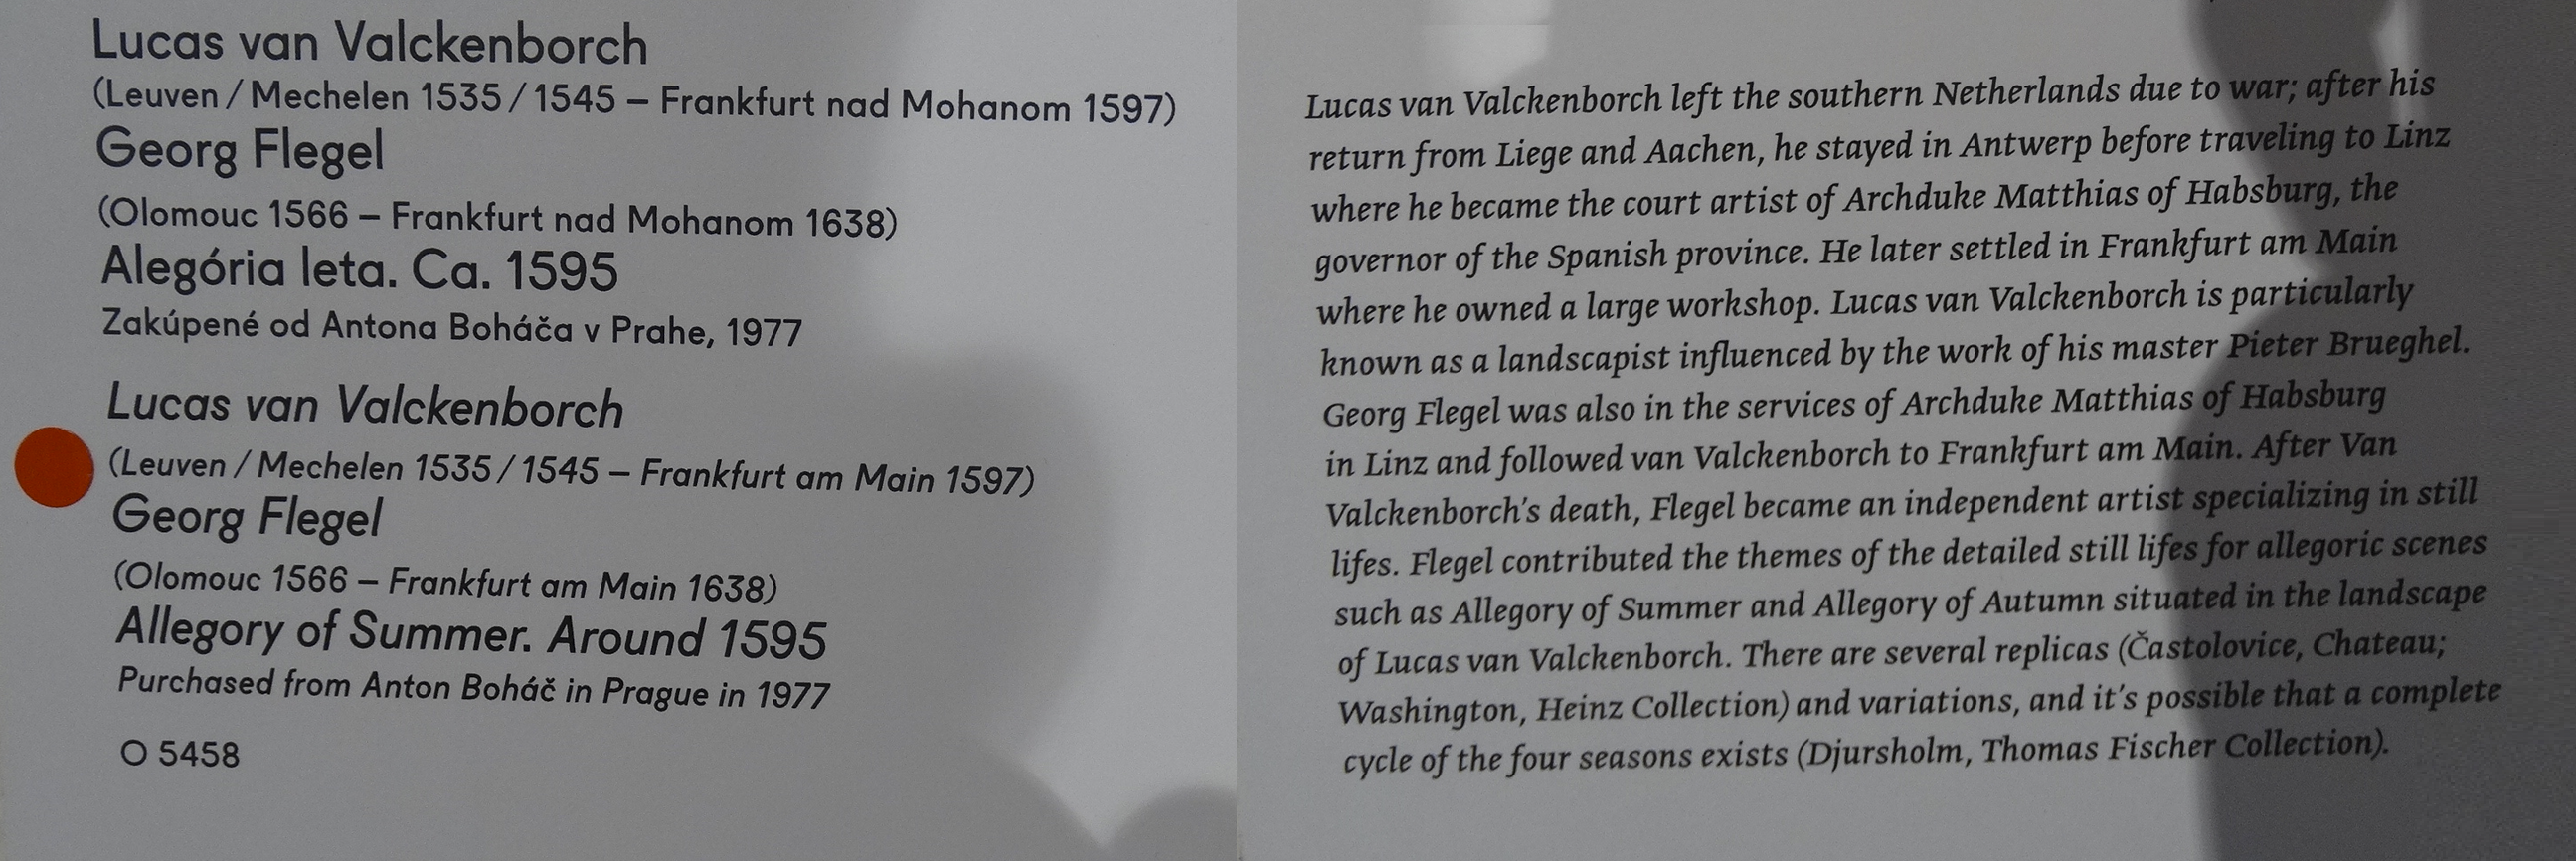 Lucas van Valckenborch
(Leuven / Mechelen 1535 / 1545 – Frankfurt nad Mohanom 1597)
Georg Flegel
(Olomouc 1566 – Frankfurt nad Mohanom 1638)
Alegória leta. Ca. 1595
Zakúpené od Antona Boháča v Prahe, 1977
Lucas van Valckenborch
(Leuven / Mechelen 1535 / 1545 – Frankfurt am Main 1597)
Georg Flegel
(Olomouc 1566 – Frankfurt am Main 1638)
Allegory of Summer. Around 1595
Purchased from Anton Boháč in Prague in 1977
O 5458
Lucas van Valckenborch left the southern Netherlands due to war; after his
return from Liege and Aachen, he stayed in Antwerp before traveling to Linz
where he became the court artist of Archduke Matthias of Habsburg, the
governor of the Spanish province. He later settled in Frankfurt am Main
where he owned a large workshop. Lucas van Valckenborch is particularly
known as a landscapist influenced by the work of his master Pieter Brueghel.
Georg Flegel was also in the services of Archduke Matthias of Habsburg
in Linz and followed van Valckenborch to Frankfurt am Main. After Van
Valckenborch's death, Flegel became an independent artist specializing in still
lifes. Flegel contributed the themes of the detailed still lifes for allegoric scenes
such as Allegory of Summer and Allegory of Autumn situated in the landscape
of Lucas van Valckenborch. There are several replicas (Častolovice, Chateau;
Washington, Heinz Collection) and variations, and it's possible that a complete
cycle of the four seasons exists (Djursholm, Thomas Fischer Collection).